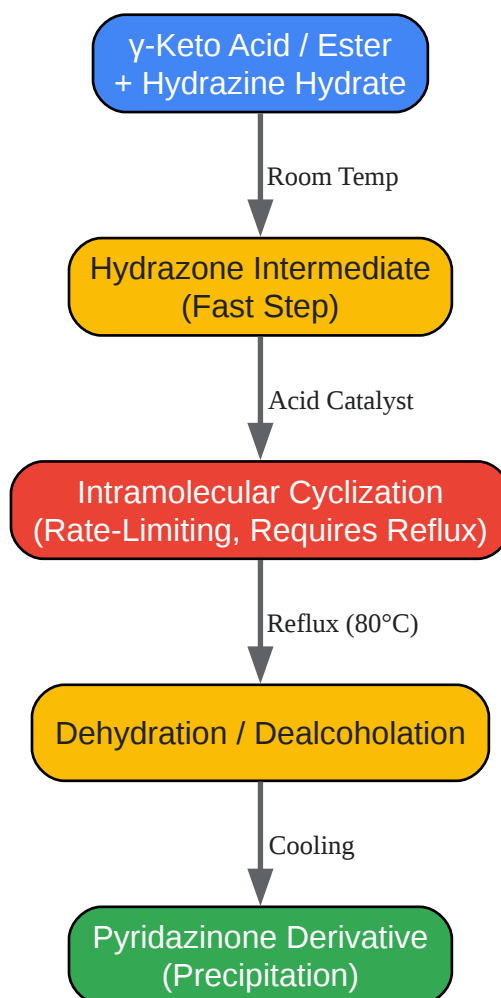 γ-Keto Acid / Ester
+ Hydrazine Hydrate
Room Temp
Hydrazone Intermediate
(Fast Step)
Acid Catalyst
Intramolecular Cyclization
(Rate-Limiting, Requires Reflux)
Reflux (80°C)
Dehydration / Dealcoholation
Cooling
Pyridazinone Derivative
(Precipitation)